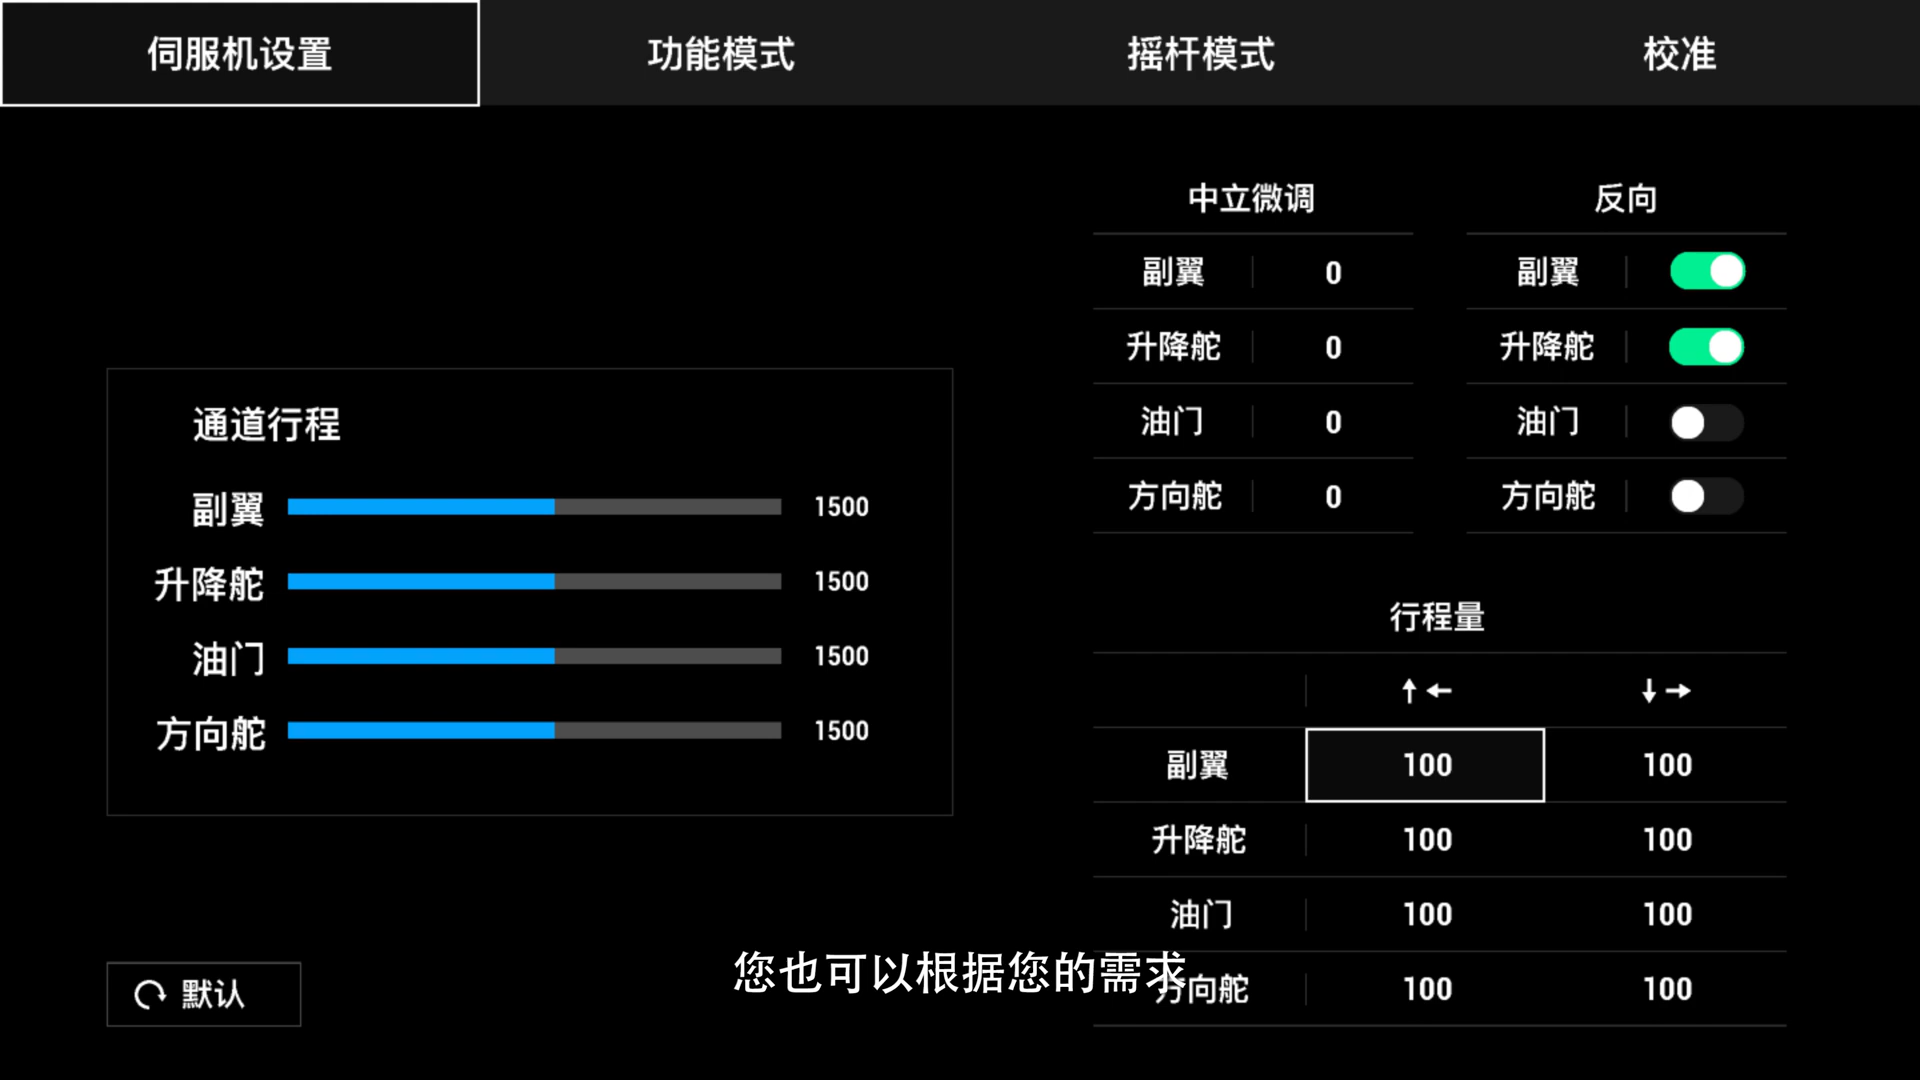 伺服机设置 功能模式 摇杆模式 校准
通道行程
副翼 1500
升降舵 1500
油门 1500
方向舵 1500
默认
中立微调
副翼 0
升降舵 0
油门 0
方向舵 0
反向
副翼
升降舵
油门
方向舵
行程量
↑← ↓→
副翼 100 100
升降舵 100 100
油门 100 100
方向舵 100 100
您也可以根据您的需求